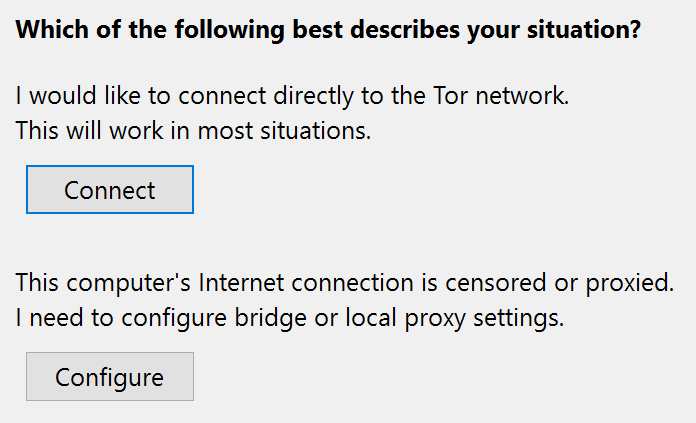 Which of the following best describes your situation?
I would like to connect directly to the Tor network.
This will work in most situations.
Connect
This computer's Internet connection is censored or proxied.
I need to configure bridge or local proxy settings.
Configure